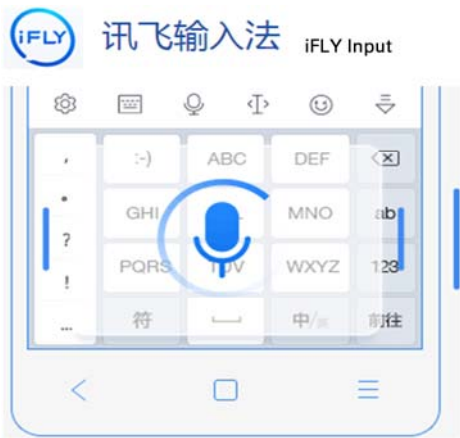 iFLY 讯飞输入法 iFLY Input
, :-) ABC DEF
• GHI MNO ab
? PQRS WXYZ 123
!
... 符 中/英 前往